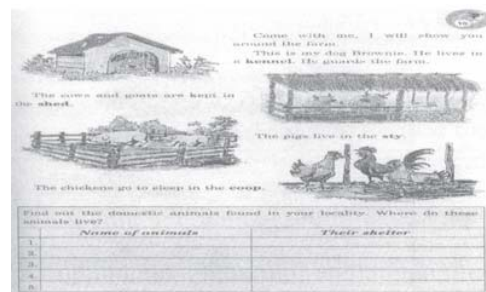 Come with me, I will show you
around the farm.
This is my dog Brownie. He lives in
a kennel. He guards the farm.
The cows and goats are kept in
the shed.
The pigs live in the sty.
The chickens go to sleep in the coop.
Find out the domestic animals found in your locality. Where do these
animals live?
Name of animals Their shelter
1.
2.
3.
4.
5.